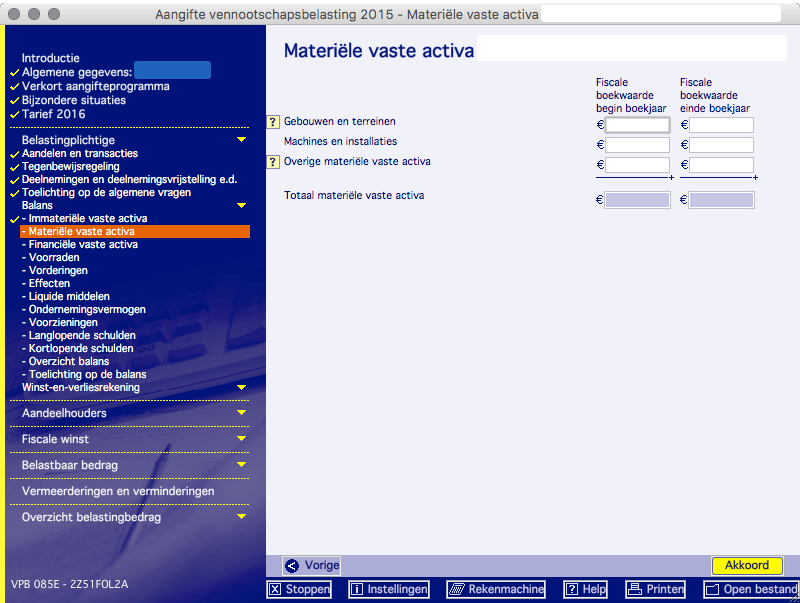 Aangifte vennootschapsbelasting 2015 - Materiële vaste activa
Introductie
Algemene gegevens:
Verkort aangifteprogramma
Bijzondere situaties
Tarief 2016
Belastingplichtige
Aandelen en transacties
Tegenbewijsregeling
Deelnemingen en deelnemingsvrijstelling e.d.
Toelichting op de algemene vragen
Balans
- Immateriële vaste activa
- Materiële vaste activa
- Financiële vaste activa
- Voorraden
- Vorderingen
- Effecten
- Liquide middelen
- Ondernemingsvermogen
- Voorzieningen
- Langlopende schulden
- Kortlopende schulden
- Overzicht balans
- Toelichting op de balans
Winst-en-verliesrekening
Aandeelhouders
Fiscale winst
Belastbaar bedrag
Vermeerderingen en verminderingen
Overzicht belastingbedrag
VPB 085E - 2Z51FOL2A
Materiële vaste activa
Fiscale boekwaarde begin boekjaar
Fiscale boekwaarde einde boekjaar
? Gebouwen en terreinen € €
Machines en installaties € €
? Overige materiële vaste activa € €
+ +
Totaal materiële vaste activa € €
Vorige
Akkoord
Stoppen
Instellingen
Rekenmachine
? Help
Printen
Open bestand